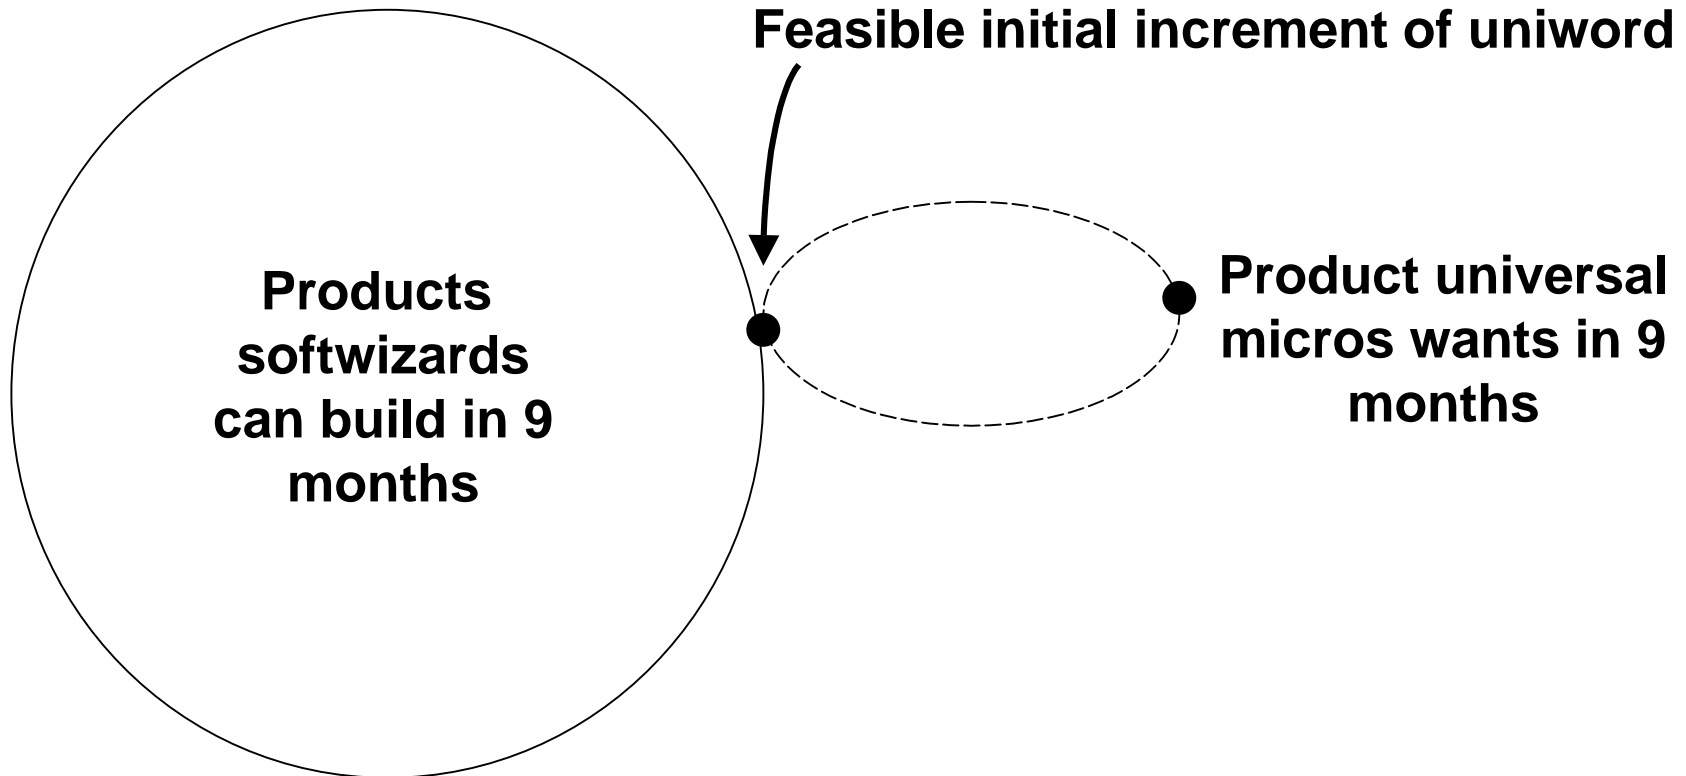 Feasible initial increment of uniword
Products
softwizards
can build in 9
months
Product universal
micros wants in 9
months